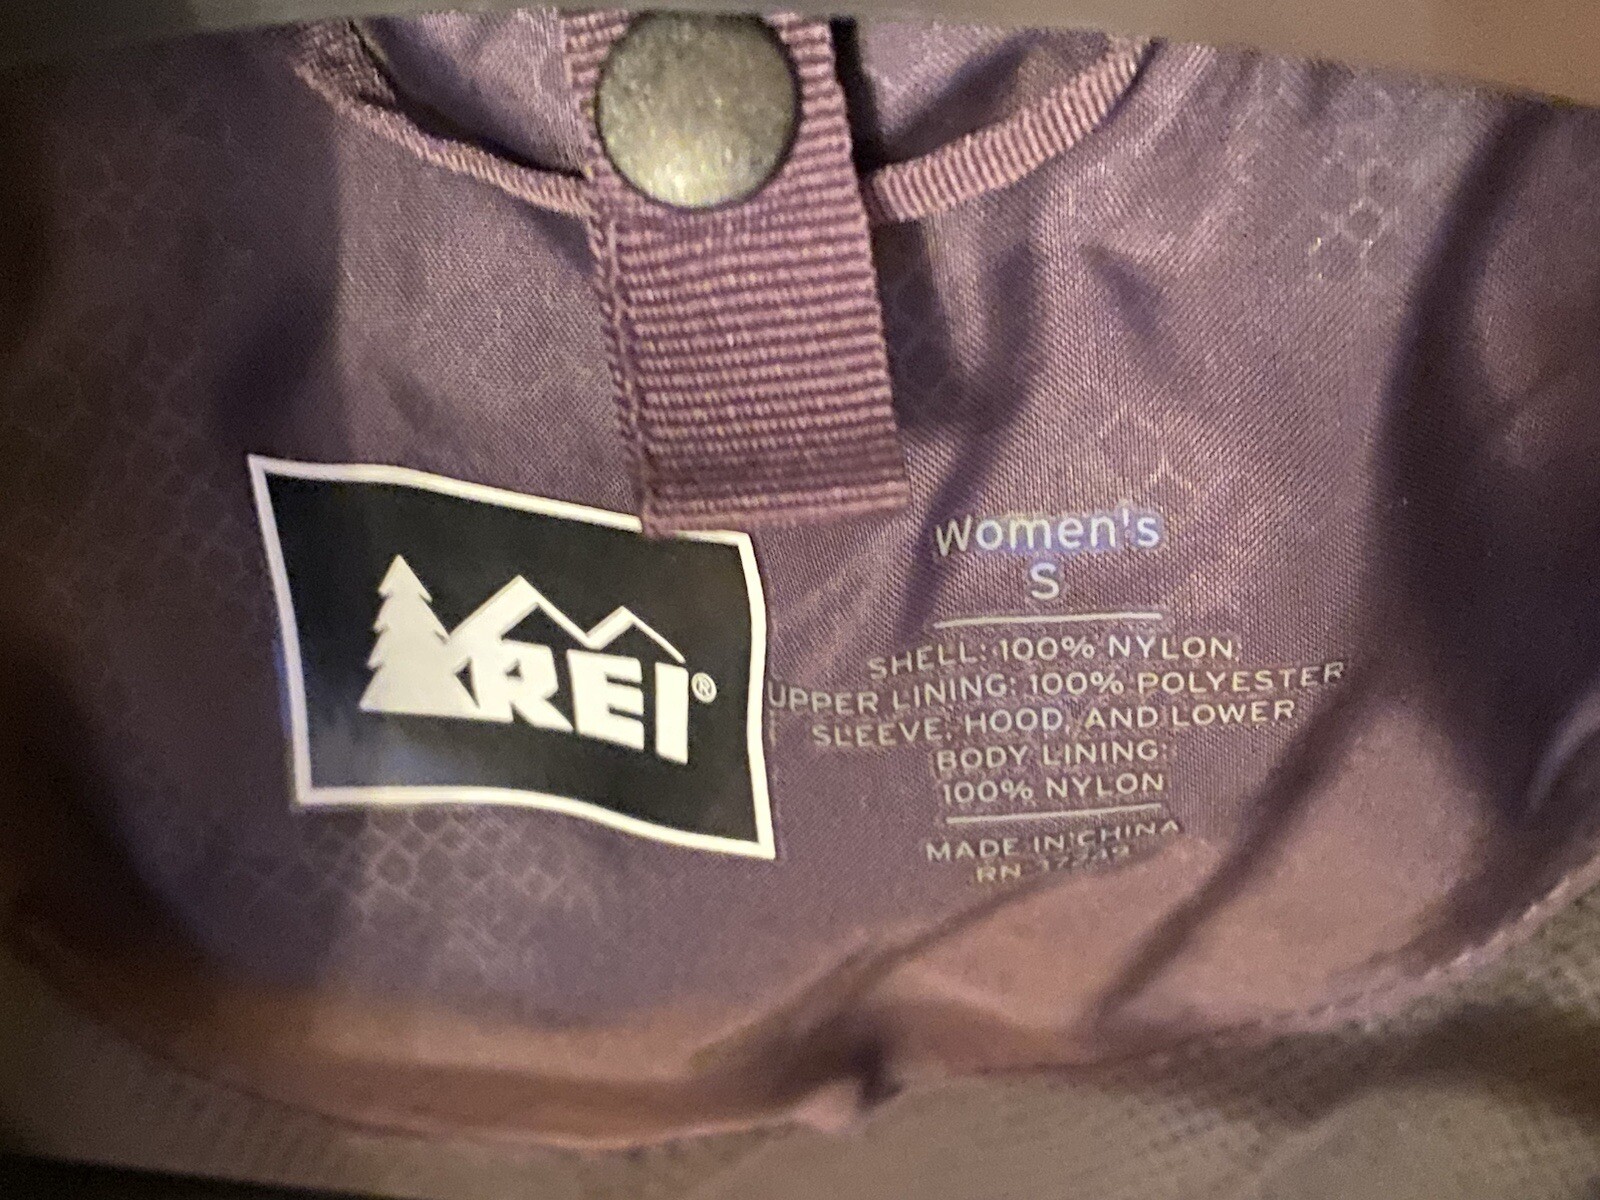 REI®
Women's
S
SHELL: 100% NYLON;
UPPER LINING: 100% POLYESTER
SLEEVE, HOOD, AND LOWER
BODY LINING:
100% NYLON
MADE IN CHINA
RN